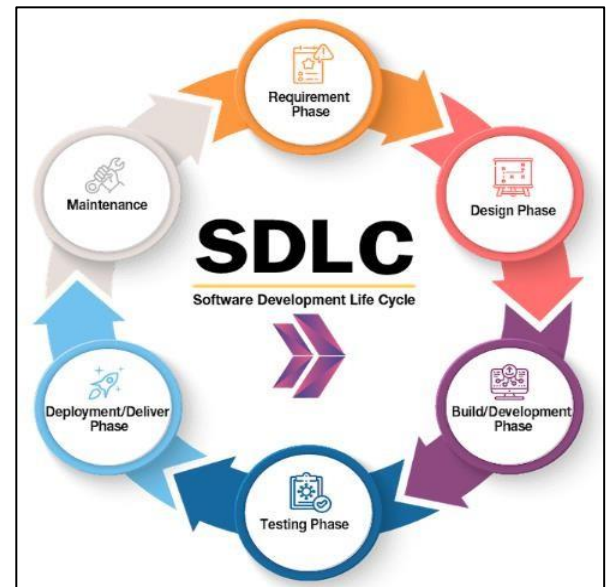 Requirement
Phase
Design Phase
Maintenance
SDLC
Software Development Life Cycle
Build/Development
Phase
Deployment/Deliver
Phase
Testing Phase